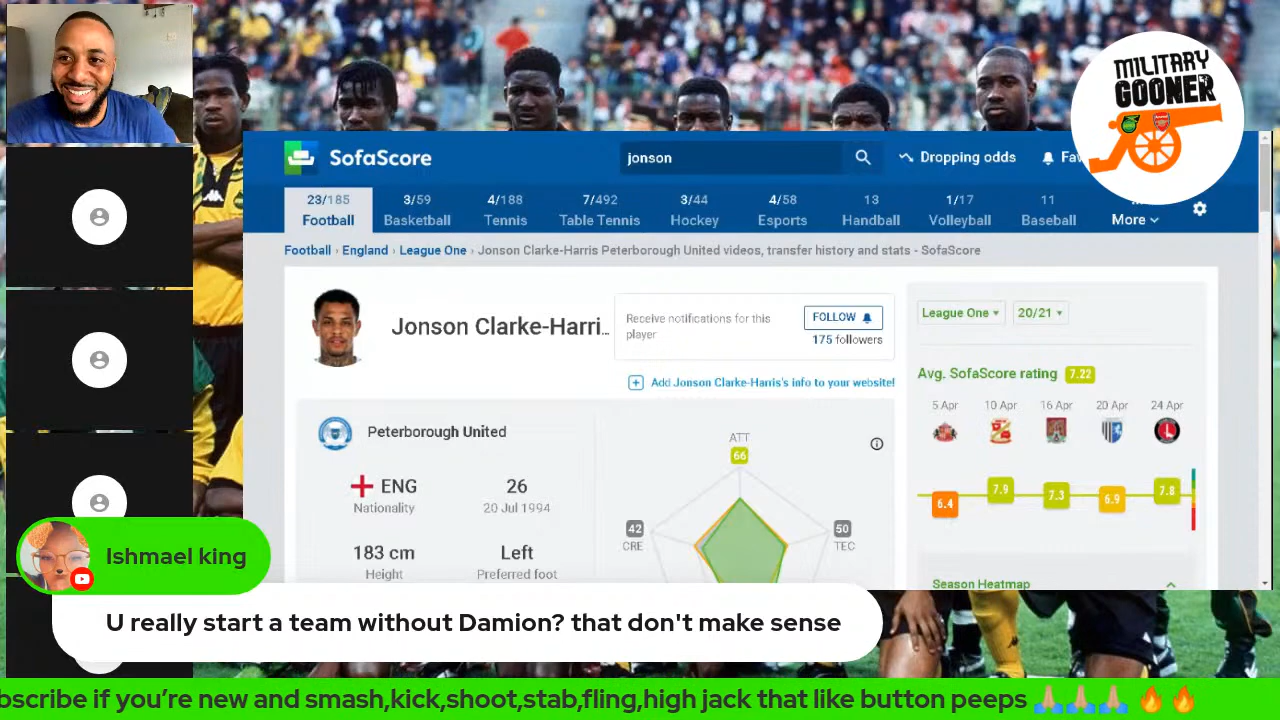 MILITARY
GOONER
SofaScore
jonson
Dropping odds
Fav
23/185
Football
3/59
Basketball
4/188
Tennis
7/492
Table Tennis
3/44
Hockey
4/58
Esports
13
Handball
1/17
Volleyball
11
Baseball
More
Football › England › League One › Jonson Clarke-Harris Peterborough United videos, transfer history and stats - SofaScore
Jonson Clarke-Harri...
Receive notifications for this
player
FOLLOW
175 followers
Add Jonson Clarke-Harris's info to your website!
Peterborough United
ENG
Nationality
26
20 Jul 1994
183 cm
Height
Left
Preferred foot
ATT
66
42
CRE
50
TEC
League One
20/21
Avg. SofaScore rating 7.22
5 Apr 10 Apr 16 Apr 20 Apr 24 Apr
6.4 7.9 7.3 6.9 7.8
Season Heatmap
Ishmael king
U really start a team without Damion? that don't make sense
bscribe if you’re new and smash,kick,shoot,stab,fling,high jack that like button peeps 🙏🏽🙏🏽🙏🏽 🔥🔥